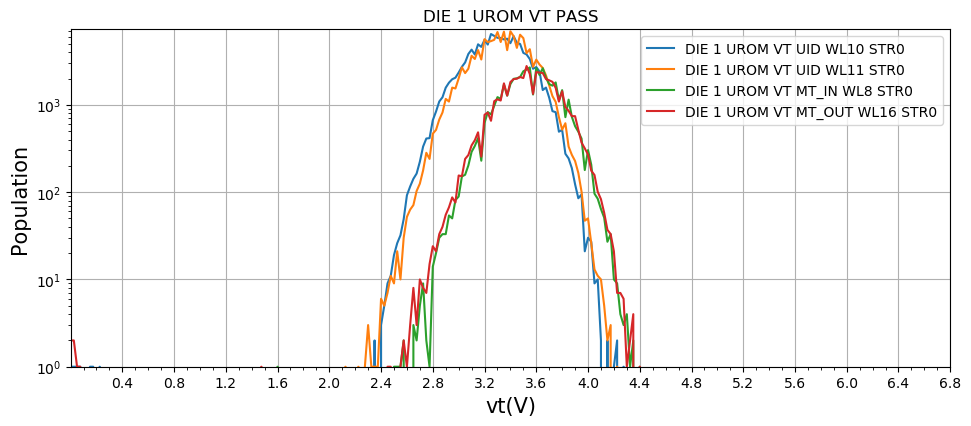 DIE 1 UROM VT PASS
DIE 1 UROM VT UID WL10 STR0
DIE 1 UROM VT UID WL11 STR0
DIE 1 UROM VT MT_IN WL8 STR0
DIE 1 UROM VT MT_OUT WL16 STR0
Population
10^3
10^2
10^1
10^0
0.4 0.8 1.2 1.6 2.0 2.4 2.8 3.2 3.6 4.0 4.4 4.8 5.2 5.6 6.0 6.4 6.8
vt(V)